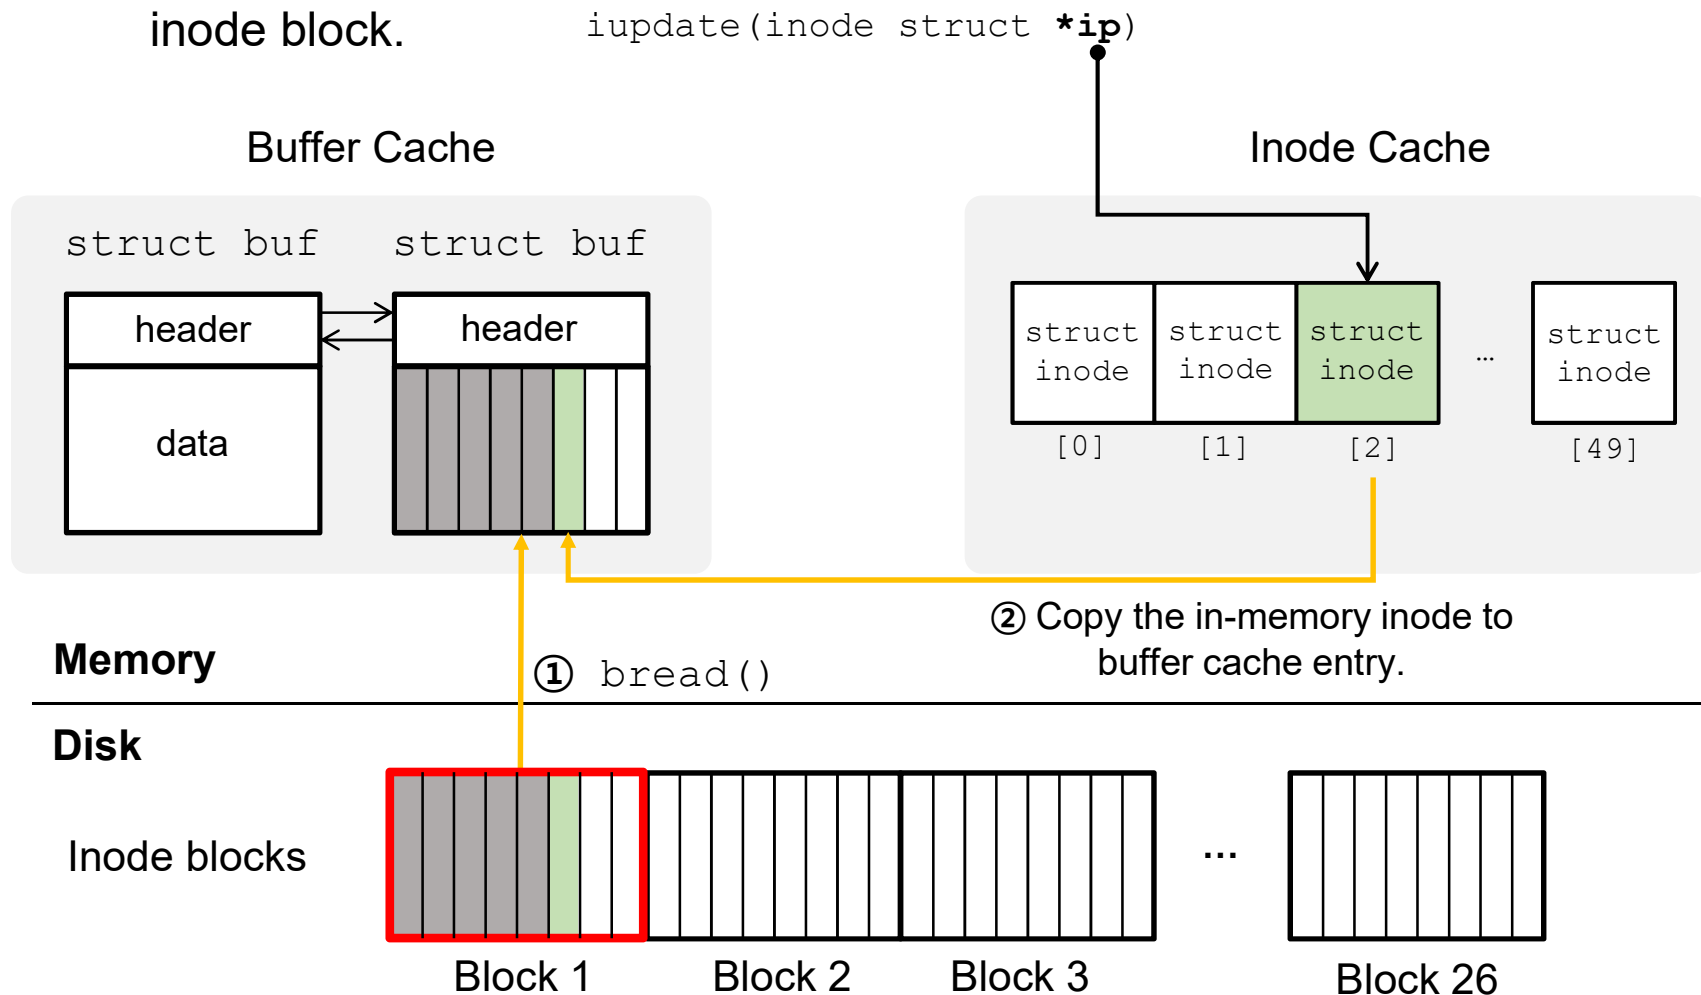 inode block.
iupdate(inode struct *ip)
Buffer Cache
Inode Cache
struct buf
struct buf
header
header
data
struct inode
struct inode
struct inode
…
struct inode
[0]
[1]
[2]
[49]
② Copy the in-memory inode to
buffer cache entry.
Memory
① bread()
Disk
Inode blocks
…
Block 1
Block 2
Block 3
Block 26